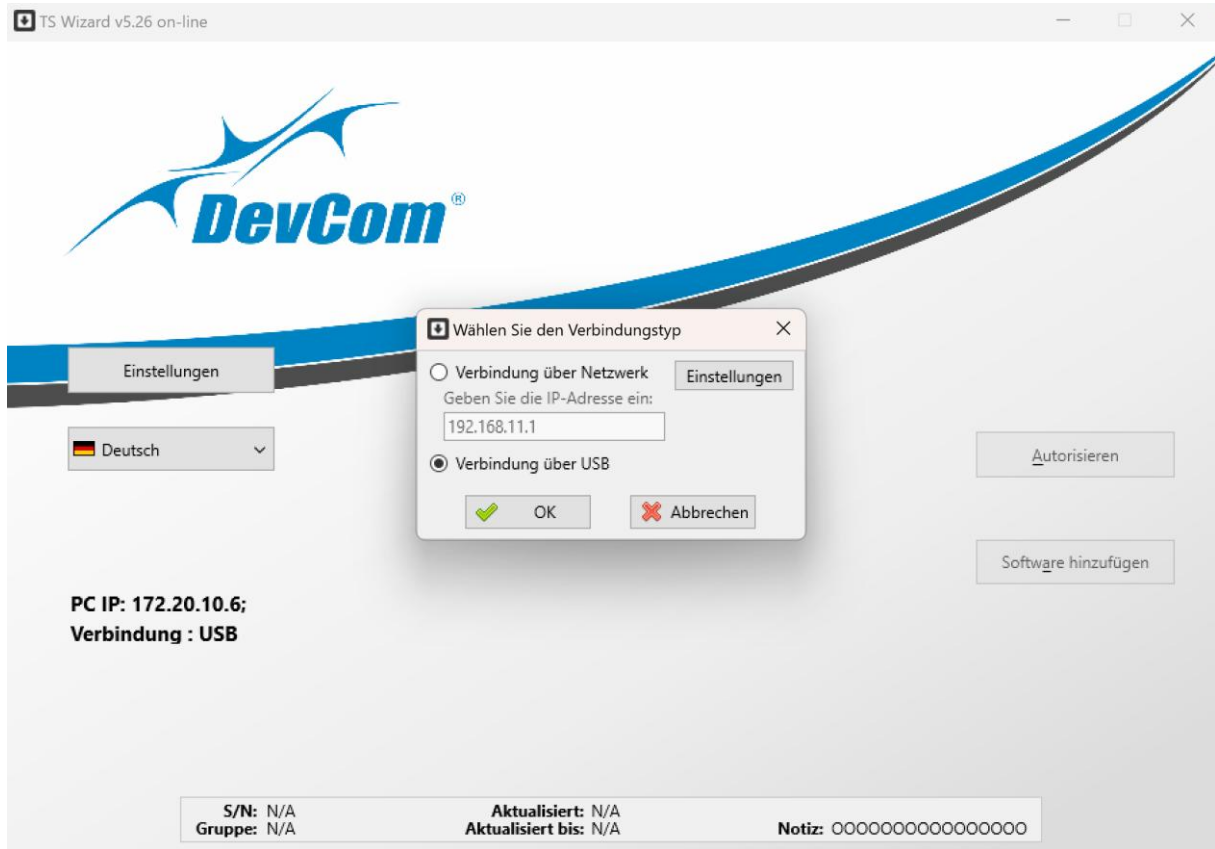 TS Wizard v5.26 on-line
DevCom®
Wählen Sie den Verbindungstyp
Verbindung über Netzwerk
Einstellungen
Geben Sie die IP-Adresse ein:
192.168.11.1
Verbindung über USB
OK
Abbrechen
Einstellungen
Deutsch
Autorisieren
Software hinzufügen
PC IP: 172.20.10.6;
Verbindung : USB
S/N: N/A
Gruppe: N/A
Aktualisiert: N/A
Aktualisiert bis: N/A
Notiz: OOOOOOOOOOOOOOOO